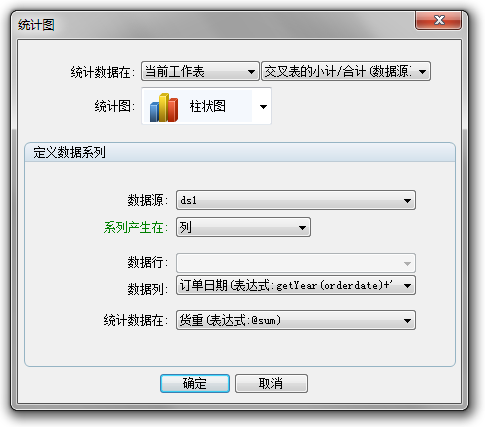 统计图
统计数据在: 当前工作表 交叉表的小计/合计(数据源
统计图: 柱状图
定义数据系列
数据源: ds1
系列产生在: 列
数据行:
数据列: 订单日期(表达式:getYear(orderdate)+'
统计数据在: 货重(表达式:@sum)
确定 取消